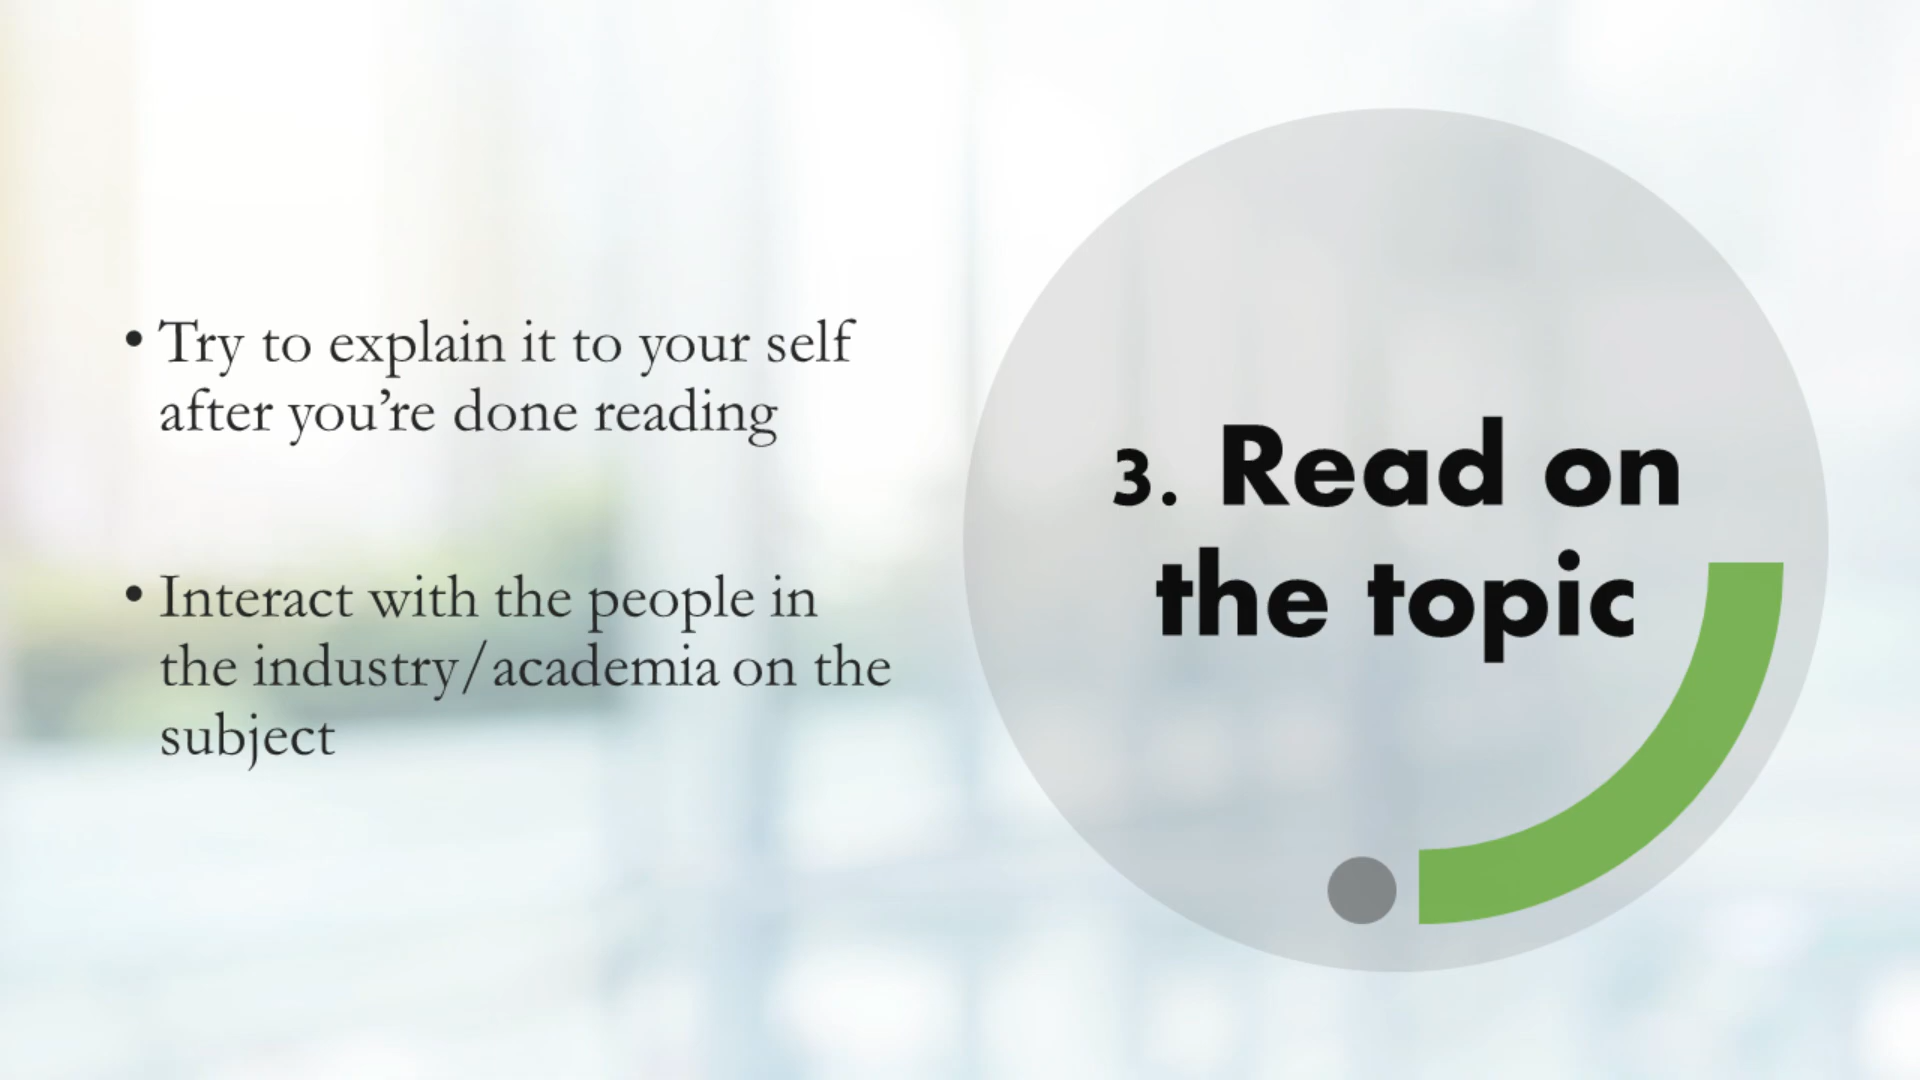 • Try to explain it to your self
after you’re done reading
• Interact with the people in
the industry/academia on the
subject
3. Read on
the topic